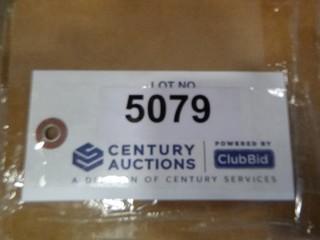 LOT NO
5079
CENTURY AUCTIONS
POWERED BY
ClubBid
A DIVISION OF CENTURY SERVICES